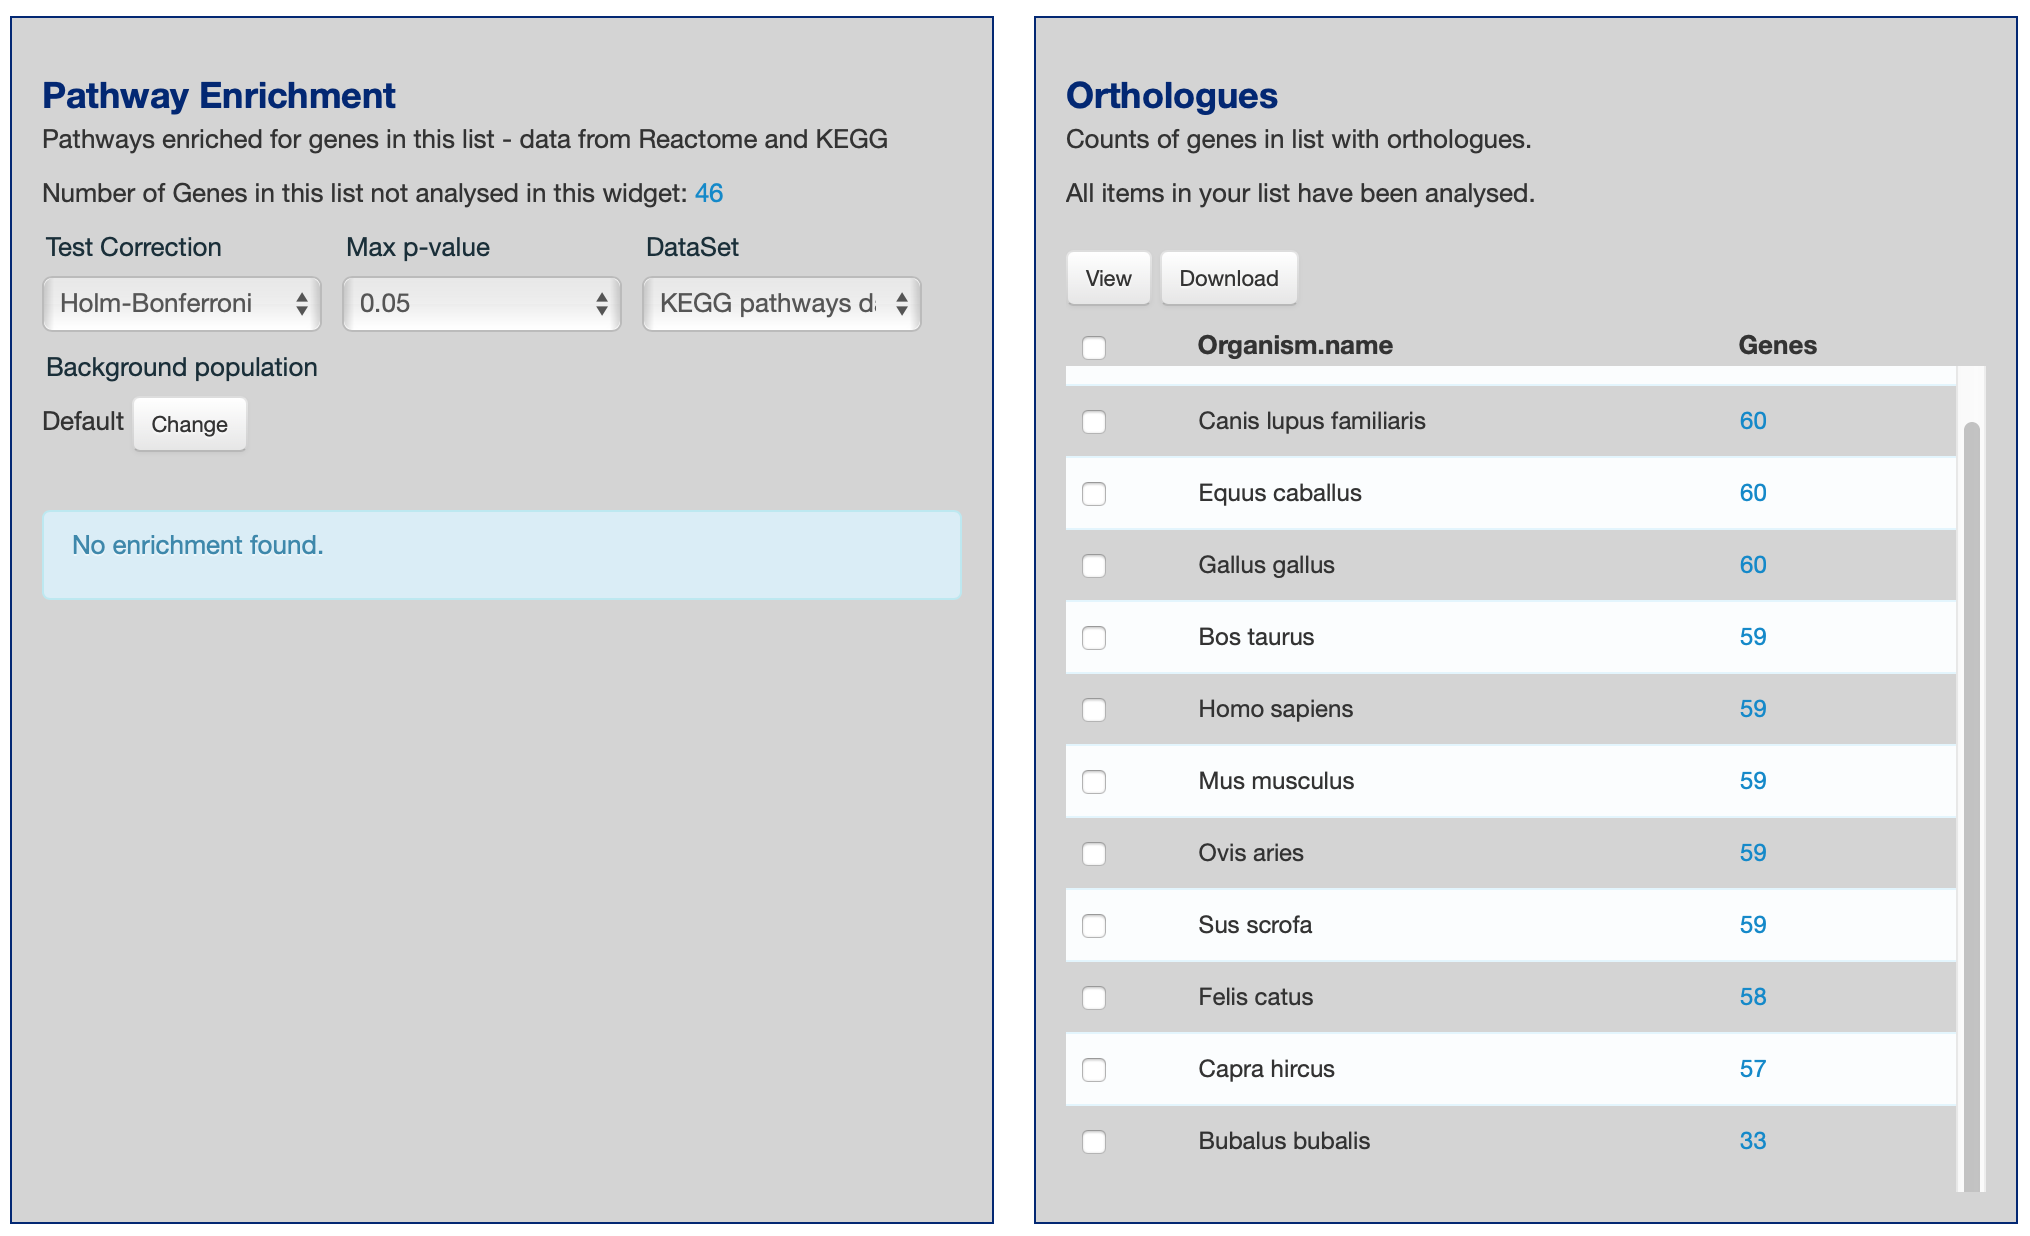 Pathway Enrichment
Pathways enriched for genes in this list - data from Reactome and KEGG
Number of Genes in this list not analysed in this widget: 46
Test Correction Max p-value DataSet
Holm-Bonferroni 0.05 KEGG pathways
Background population
Default Change
No enrichment found.
Orthologues
Counts of genes in list with orthologues.
All items in your list have been analysed.
View Download
Organism.name Genes
Canis lupus familiaris 60
Equus caballus 60
Gallus gallus 60
Bos taurus 59
Homo sapiens 59
Mus musculus 59
Ovis aries 59
Sus scrofa 59
Felis catus 58
Capra hircus 57
Bubalus bubalis 33